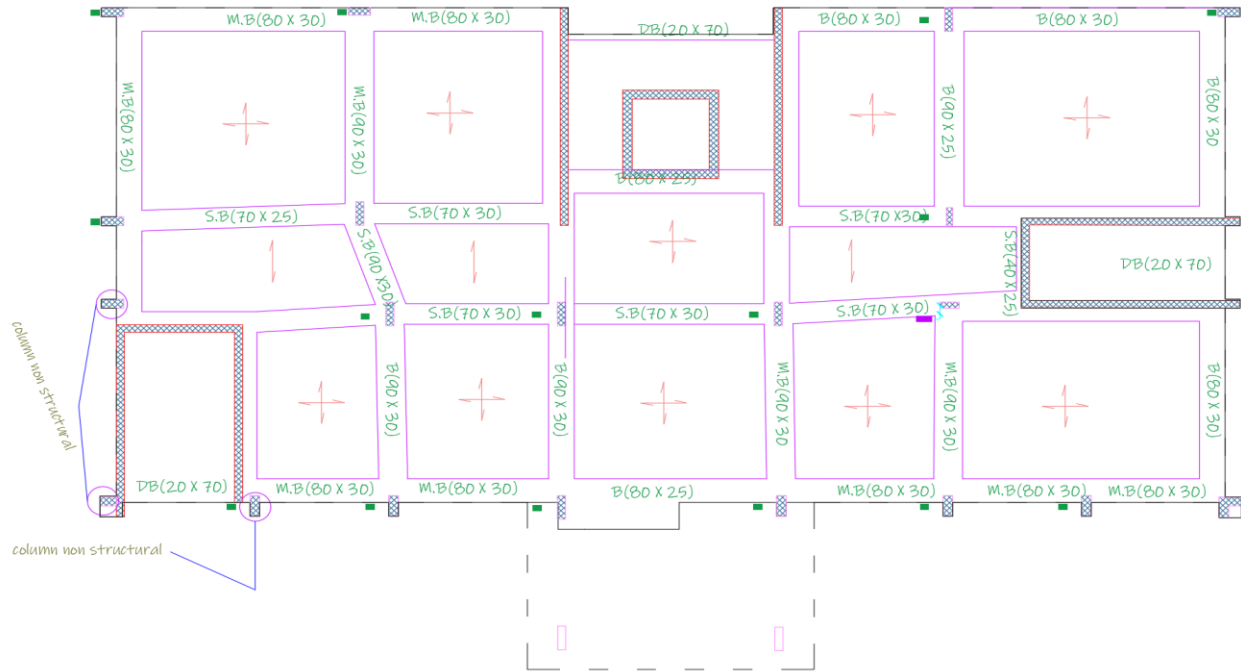 M.B(80 X 30)
M.B(80 X 30)
DB(20 X 70)
B(80 X 30)
B(80 X 30)
M.B(80 X 30)
M.B(90 X 30)
B(90 X 25)
B(80 X 30
B(80 X 25)
S.B(70 X 25)
S.B(70 X 30)
S.B(70 X30)
S.B(90 X30)
S.B(40 X 25)
DB(20 X 70)
S.B(70 X 30)
S.B(70 X 30)
S.B(70 X 30)
column non structural
B(90 X 30)
B(90 X 30)
M.B(90 X 30
M.B(90 X 30)
B(80 X 30)
DB(20 X 70)
M.B(80 X 30)
M.B(80 X 30)
B(80 X 25)
M.B(80 X 30)
M.B(80 X 30)
M.B(80 X 30)
column non structural